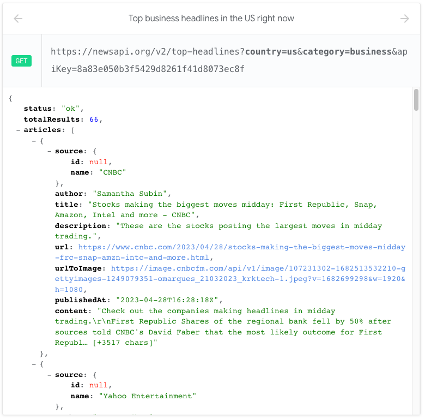 Top business headlines in the US right now
GET
https://newsapi.org/v2/top-headlines?country=us&category=business&ap
iKey=8a83e050b3f5429d8261f41d8073ec8f
{
status: "ok",
totalResults: 66,
– articles: [
– {
– source: {
id: null,
name: "CNBC"
},
author: "Samantha Subin",
title: "Stocks making the biggest moves midday: First Republic, Snap,
Amazon, Intel and more - CNBC",
description: "These are the stocks posting the largest moves in midday
trading.",
url: https://www.cnbc.com/2023/04/28/stocks-making-the-biggest-moves-midday
-frc-snap-amzn-intc-and-more.html,
urlToImage: https://image.cnbcfm.com/api/v1/image/107231302-1682513532210-g
ettyimages-1249079351-omarques_21032023_krktech-1.jpeg?v=1682699298&w=1920&
h=1080,
publishedAt: "2023-04-28T16:28:18Z",
content: "Check out the companies making headlines in midday
trading.\r\nFirst Republic Shares of the regional bank fell by 50% after
sources told CNBC's David Faber that the most likely outcome for First
Republ… [+3517 chars]"
},
– {
– source: {
id: null,
name: "Yahoo Entertainment"